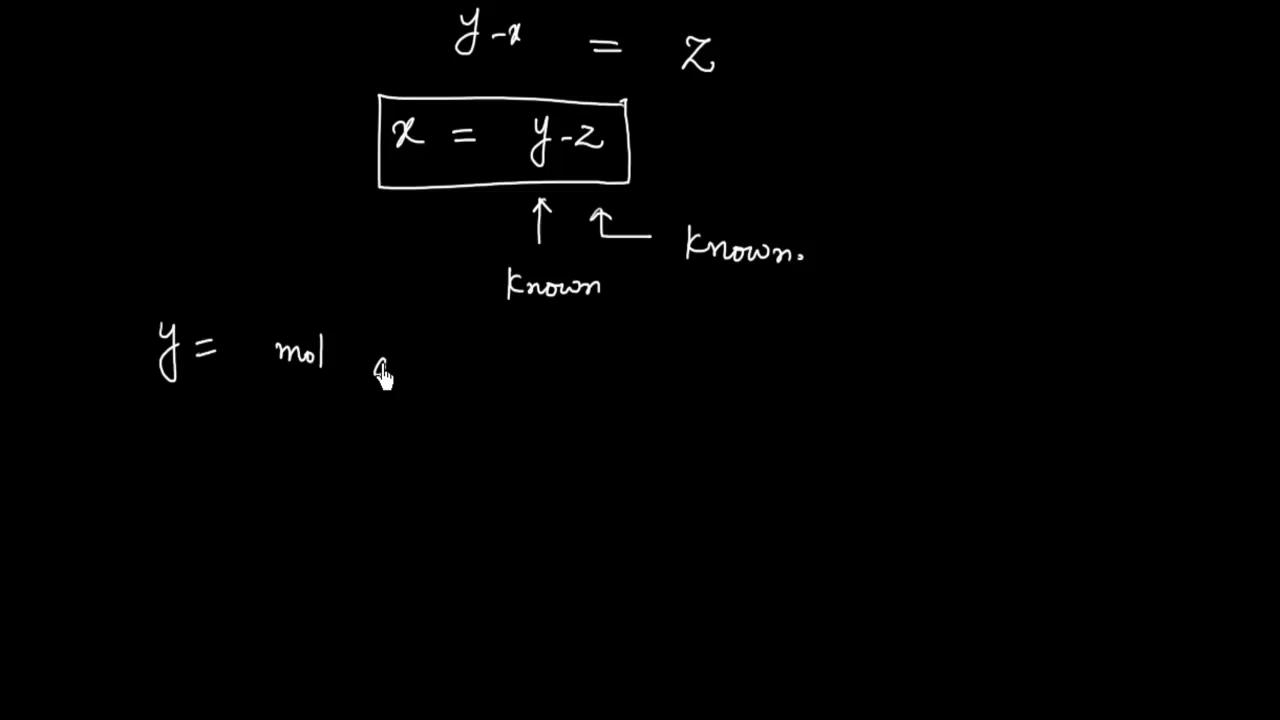 y-x = z
x = y-z
known.
known
y = mol